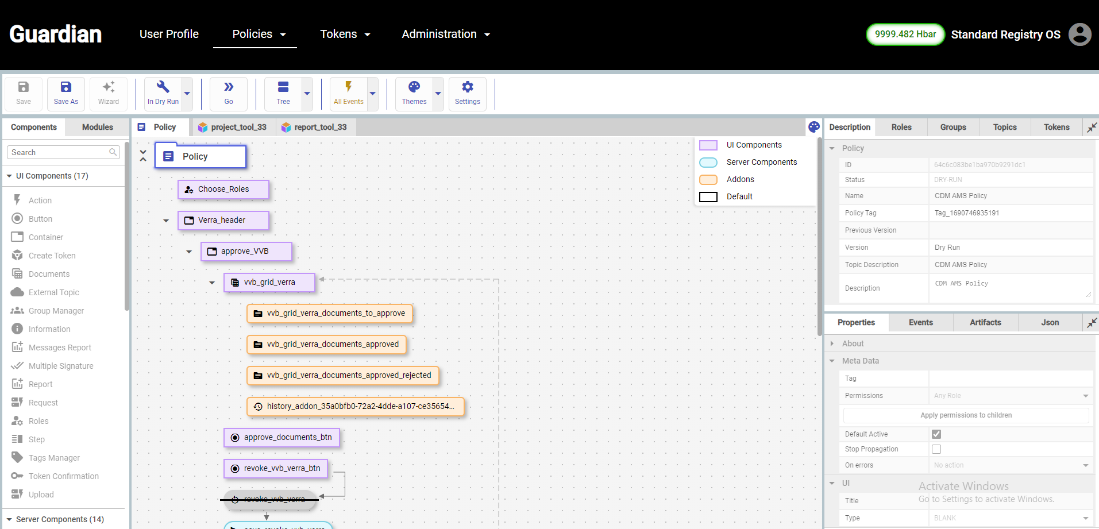 Guardian
User Profile
Policies
Tokens
Administration
9999.482 Hbar
Standard Registry OS
Save
Save As
Wizard
In Dry Run
Go
Tree
All Events
Themes
Settings
Components
Modules
Search
UI Components (17)
Action
Button
Container
Create Token
Documents
External Topic
Group Manager
Information
Messages Report
Multiple Signature
Report
Request
Roles
Step
Tags Manager
Token Confirmation
Upload
Server Components (14)
Policy
project_tool_33
report_tool_33
Policy
Choose_Roles
Verra_header
approve_VVB
vvb_grid_verra
vvb_grid_verra_documents_to_approve
vvb_grid_verra_documents_approved
vvb_grid_verra_documents_approved_rejected
history_addon_35a0bfb0-72a2-4dde-a107-ce35654...
approve_documents_btn
revoke_vvb_verra_btn
revoke_vvb_verra
UI Components
Server Components
Addons
Default
Description
Roles
Groups
Topics
Tokens
Policy
ID
Status
DRY-RUN
Name
CDM AMS Policy
Policy Tag
Tag_1690746935191
Previous Version
Version
Dry Run
Topic Description
CDM AMS Policy
Description
CDM AMS Policy
Properties
Events
Artifacts
Json
About
Meta Data
Tag
Permissions
Any Role
Apply permissions to children
Default Active
Stop Propagation
On errors
No action
UI
Title
Type
BLANK
Activate Windows
Go to Settings to activate Windows.